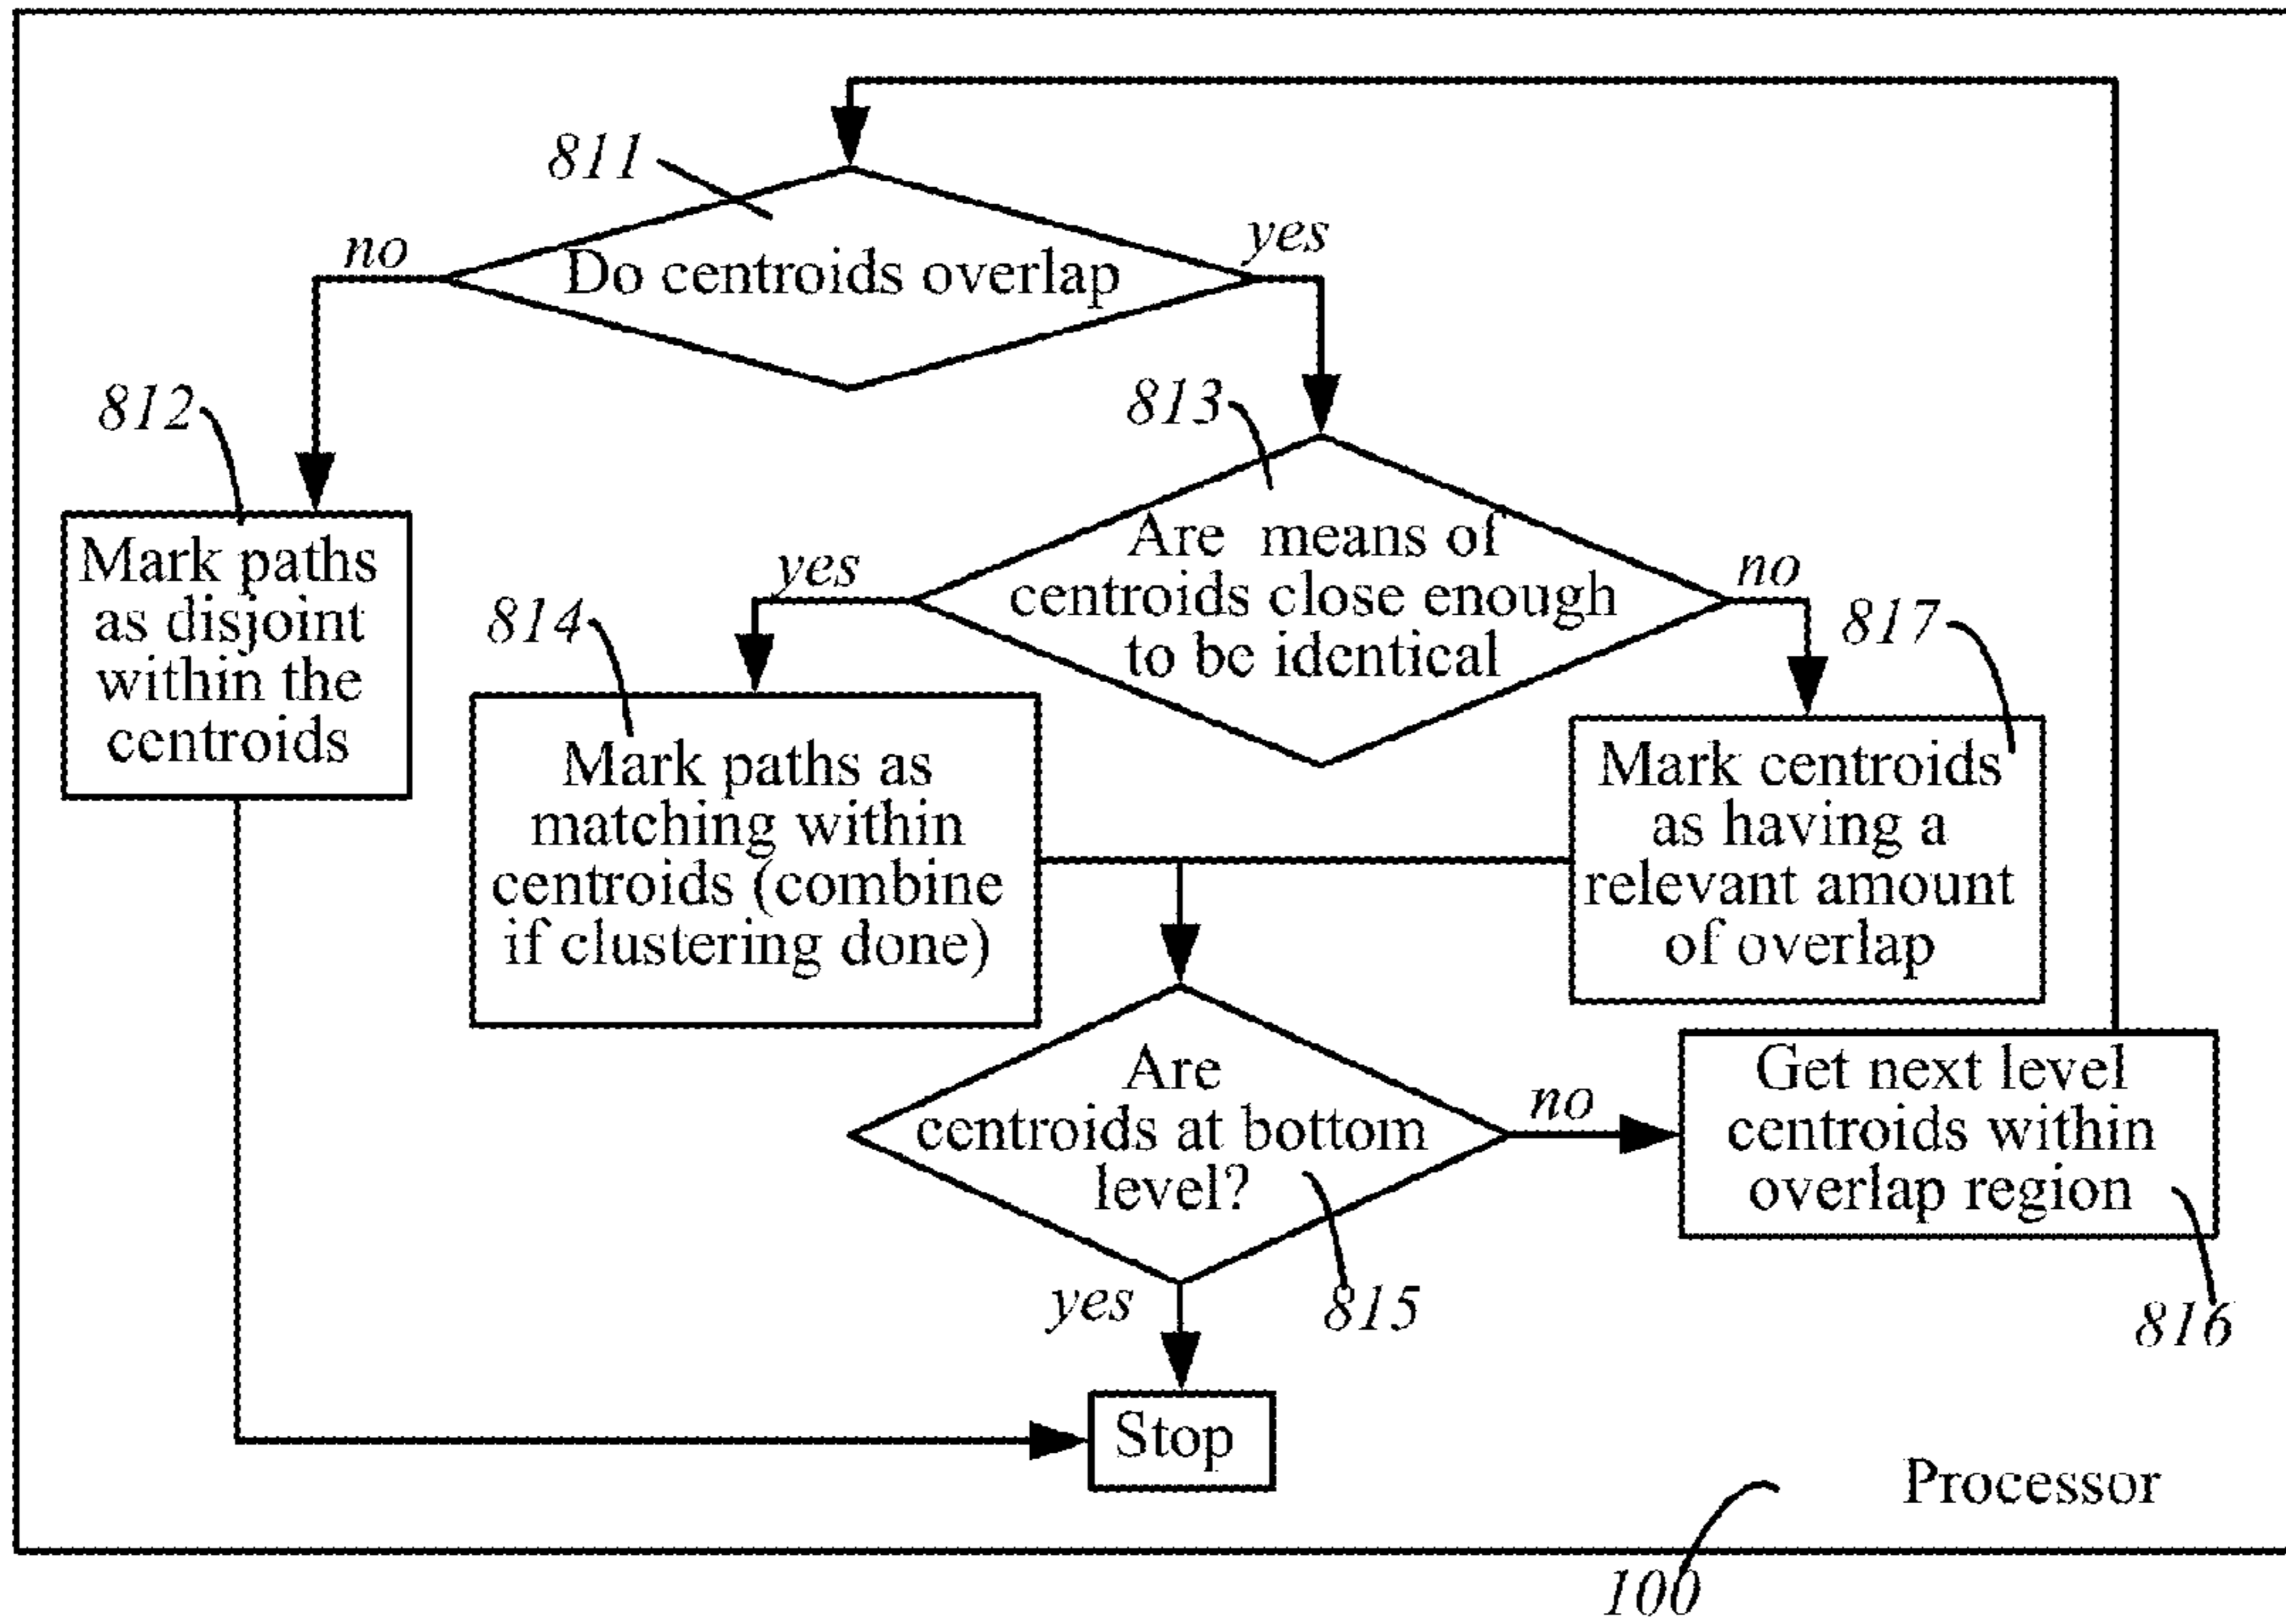 811
no
yes
Do centroids overlap
812
813
Mark paths
as disjoint
within the
centroids
Are means of
centroids close enough
to be identical
yes
no
814
817
Mark paths as
matching within
centroids (combine
if clustering done)
Mark centroids
as having a
relevant amount
of overlap
Are
centroids at bottom
level?
no
Get next level
centroids within
overlap region
yes
815
816
Stop
Processor
100